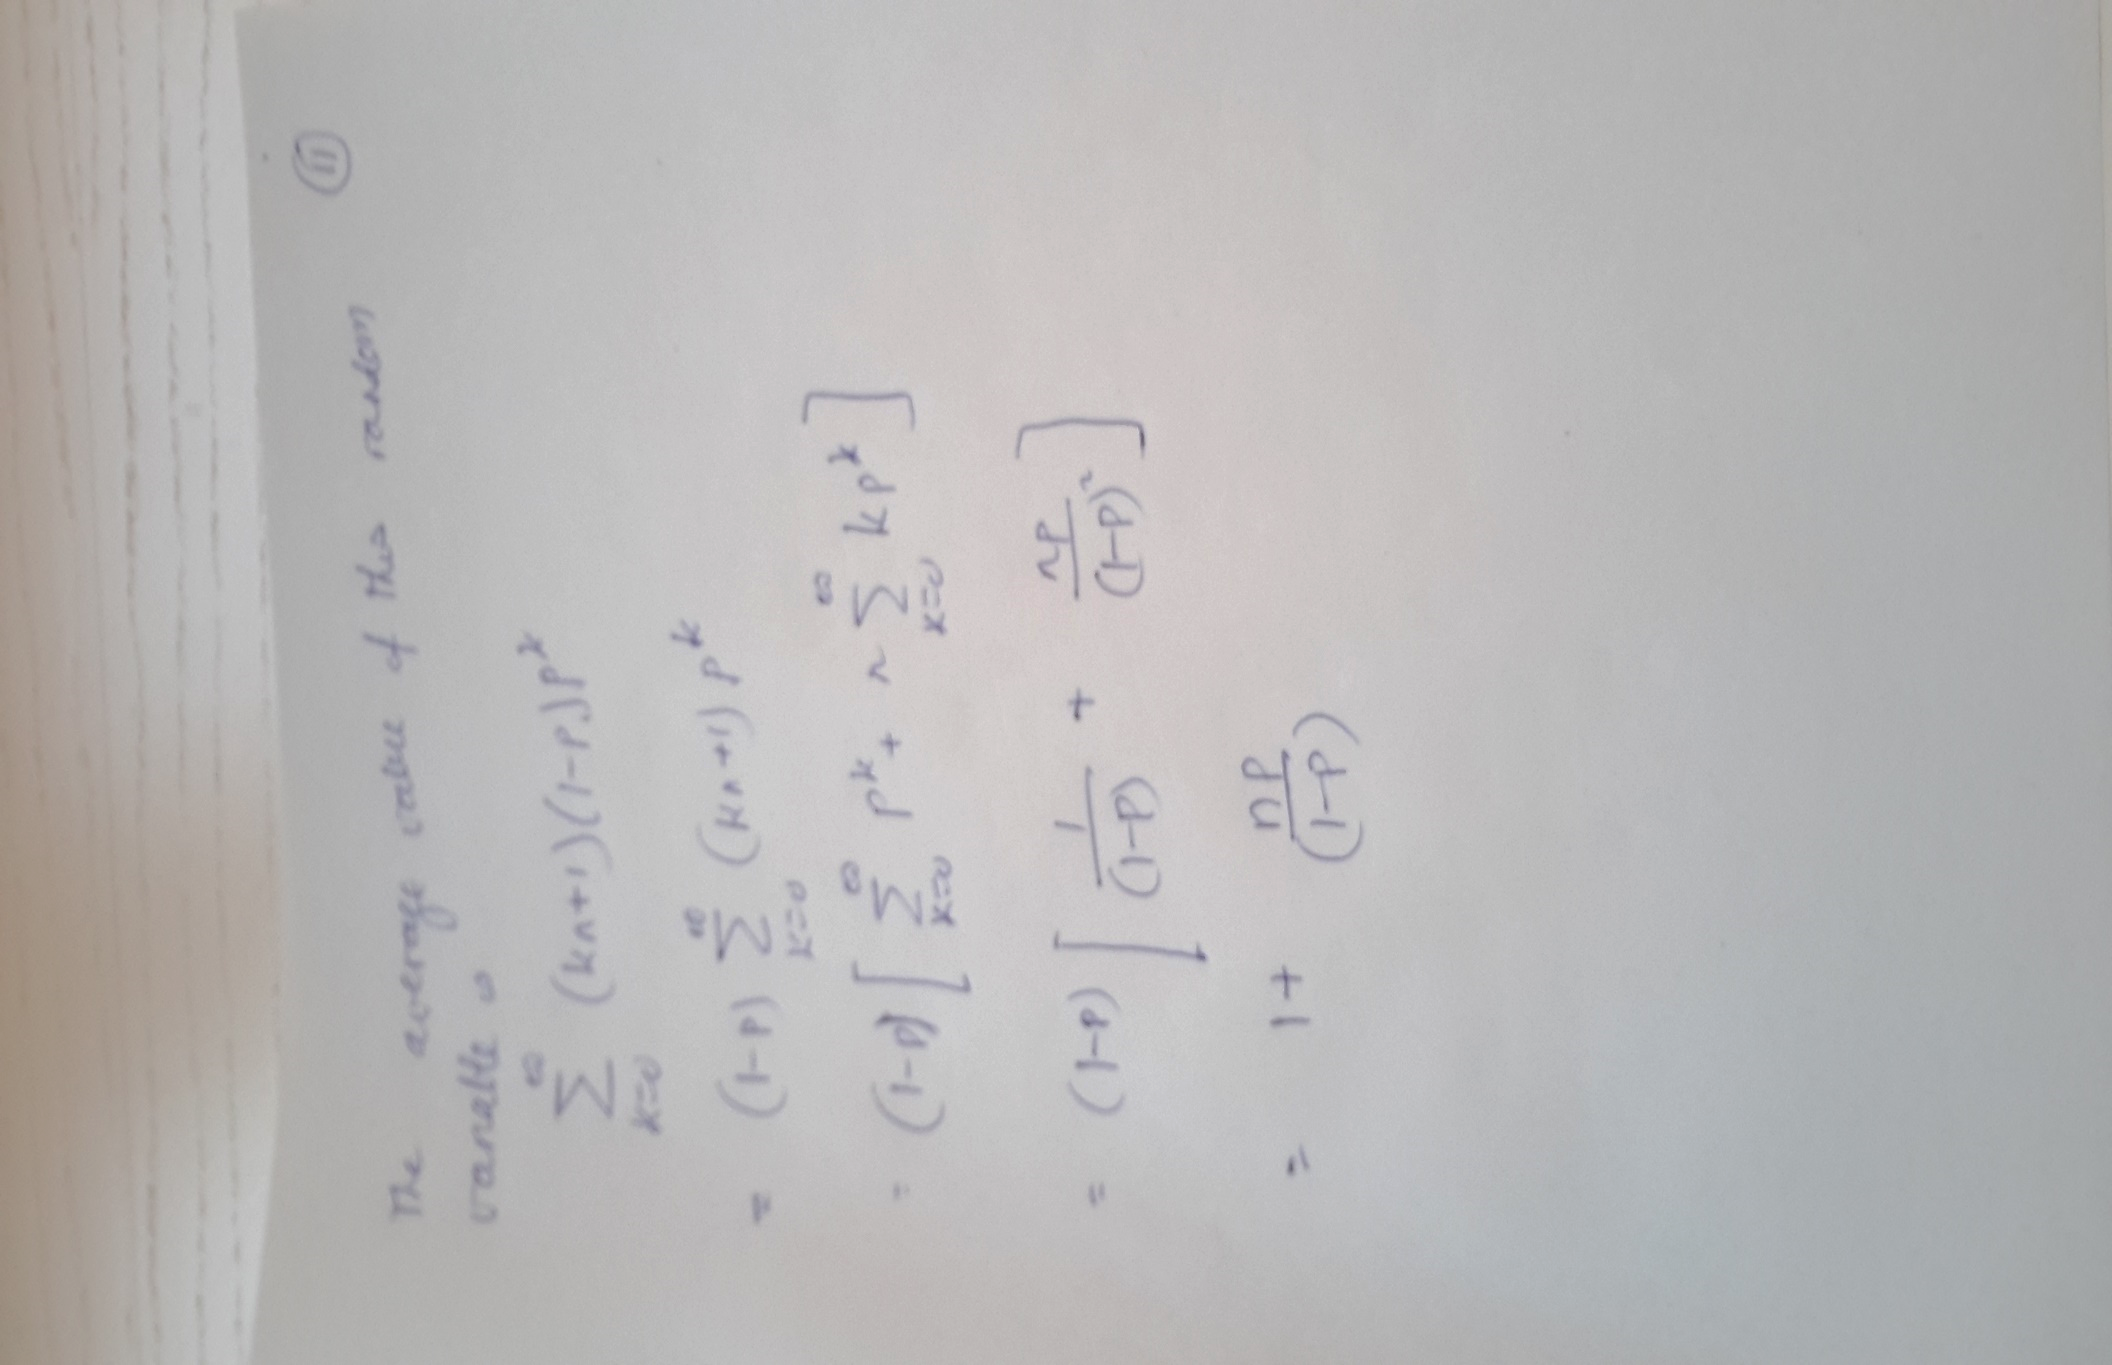 (11)
The average value of this random
variable is
∞ ∑ k=0 (kn+1)(1-p)p^k
= (1-p) ∞ ∑ k=0 (kn+1) p^k
= (1-p) [ ∞ ∑ k=0 p^k + n ∞ ∑ k=0 k p^k ]
= (1-p) [ 1/(1-p) + np/(1-p)^2 ]
= 1 + np/(1-p)